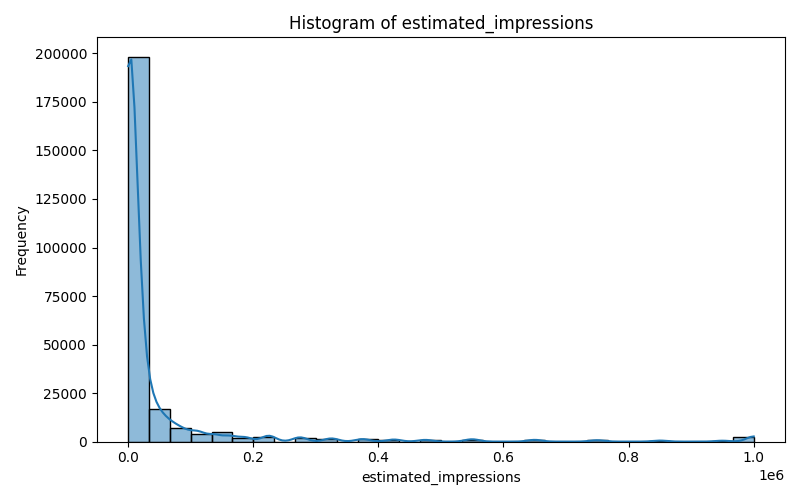 Histogram of estimated_impressions
200000
175000
150000
125000
100000
75000
50000
25000
0
Frequency
0.0 0.2 0.4 0.6 0.8 1.0
1e6
estimated_impressions